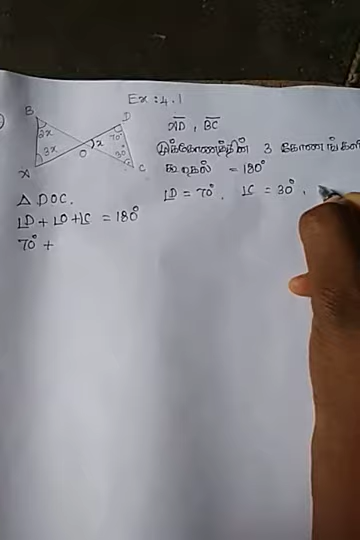 Ex: 4.1
B
D
2x
70°
3x
O
x
30°
A
C
AD , BC
முக்கோணத்தின் 3 கோணங்களி
கூடுதல் = 180°
∠D = 70° , ∠C = 30° ,
△ DOC.
∠D + ∠O + ∠C = 180°
70° +